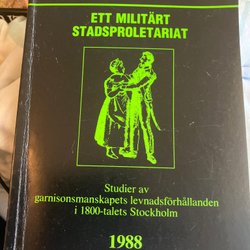 ETT MILITÄRT
STADSPROLETARIAT
Studier av
garnisonsmanskapets levnadsförhållanden
i 1800-talets Stockholm
1988